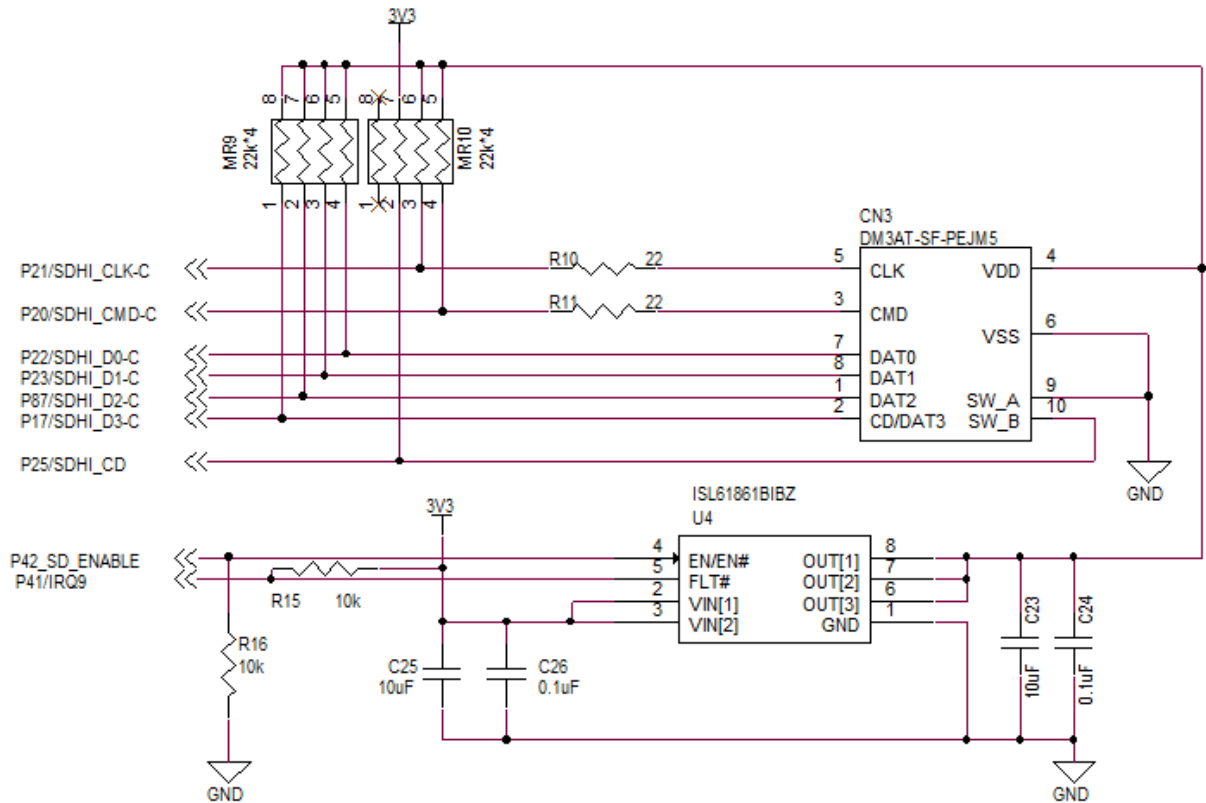 3V3
8 7 6 5
8 7 6 5
MR9
22k*4
MR10
22k*4
1 2 3 4
1 2 3 4
CN3
DM3AT-SF-PEJM5
P21/SDHI_CLK-C
R10 22
5 CLK
VDD 4
P20/SDHI_CMD-C
R11 22
3 CMD
VSS 6
P22/SDHI_D0-C
7 DAT0
P23/SDHI_D1-C
8 DAT1
P87/SDHI_D2-C
1 DAT2
SW_A 9
P17/SDHI_D3-C
2 CD/DAT3
SW_B 10
P25/SDHI_CD
GND
ISL61861BIBZ
U4
3V3
P42_SD_ENABLE
4 EN/EN#
OUT[1] 8
P41/IRQ9
5 FLT#
OUT[2] 7
R15 10k
2 VIN[1]
OUT[3] 6
3 VIN[2]
GND 1
R16
10k
C25
10uF
C26
0.1uF
C23
10uF
C24
0.1uF
GND
GND